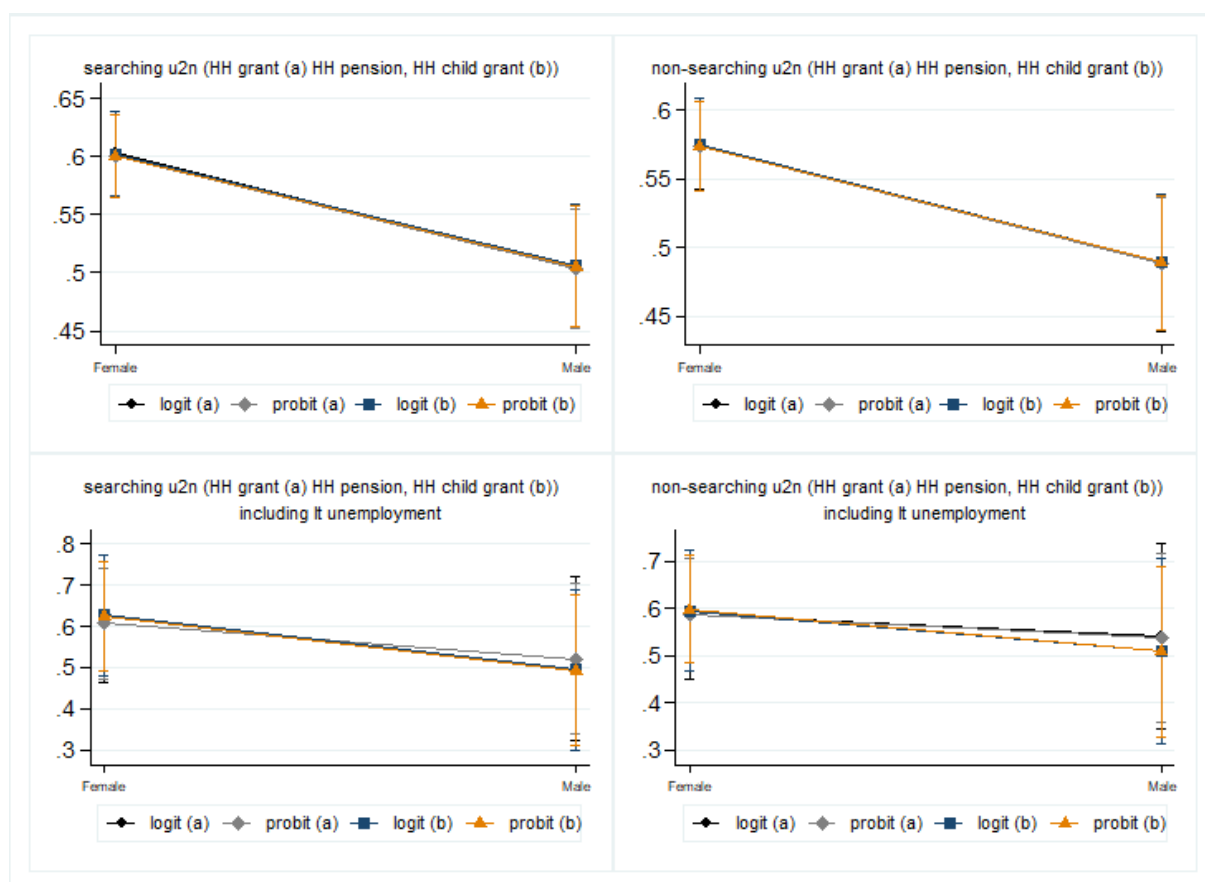 searching u2n (HH grant (a) HH pension, HH child grant (b))
.65
.6
.55
.5
.45
Female Male
logit (a) probit (a) logit (b) probit (b)
non-searching u2n (HH grant (a) HH pension, HH child grant (b))
.6
.55
.5
.45
Female Male
logit (a) probit (a) logit (b) probit (b)
searching u2n (HH grant (a) HH pension, HH child grant (b))
including lt unemployment
.8
.7
.6
.5
.4
.3
Female Male
logit (a) probit (a) logit (b) probit (b)
non-searching u2n (HH grant (a) HH pension, HH child grant (b))
including lt unemployment
.7
.6
.5
.4
.3
Female Male
logit (a) probit (a) logit (b) probit (b)